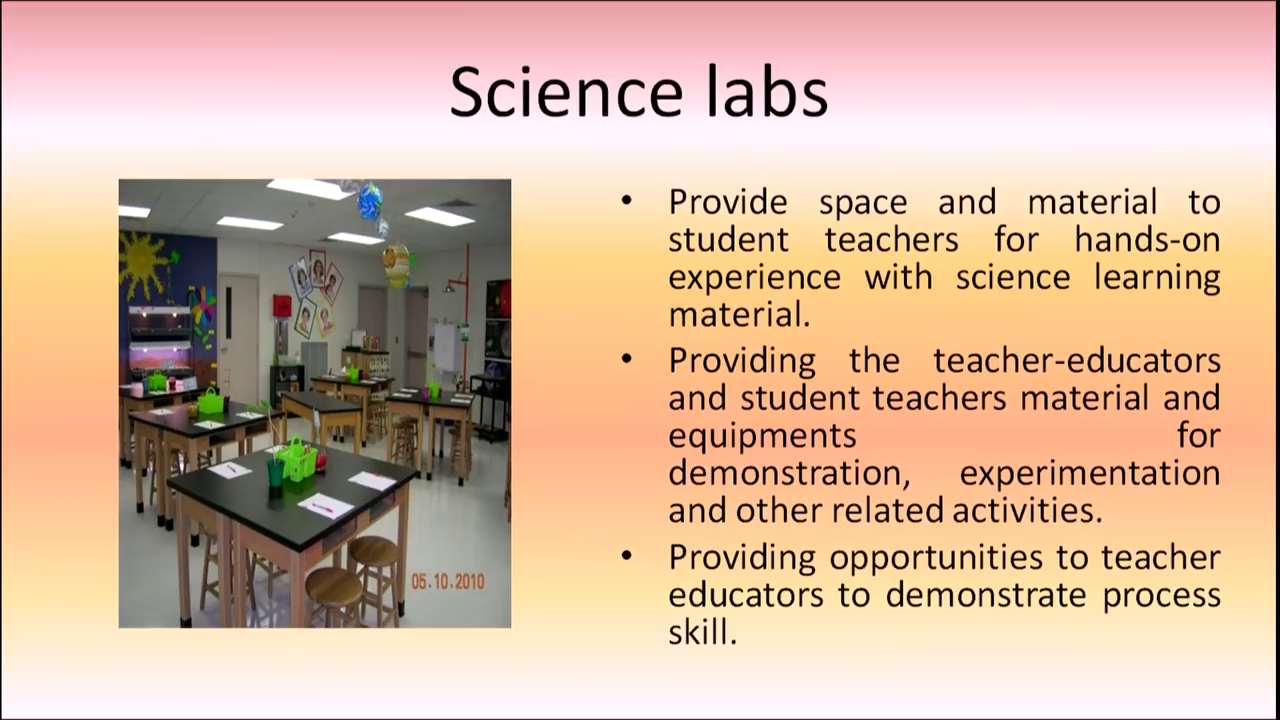 Science labs
• Provide space and material to
student teachers for hands-on
experience with science learning
material.
• Providing the teacher-educators
and student teachers material and
equipments for
demonstration, experimentation
and other related activities.
• Providing opportunities to teacher
educators to demonstrate process
skill.
05.10.2010